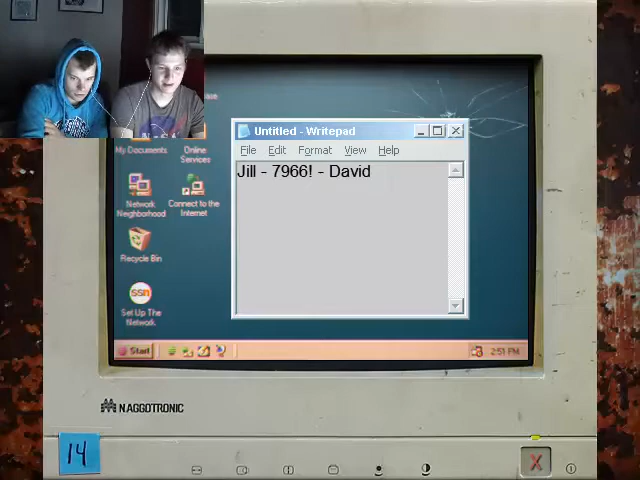 Untitled - Writepad
File Edit Format View Help
Jill - 7966! - David
My Documents
Online Services
Network Neighborhood
Connect to the Internet
Recycle Bin
ssn
Set Up The Network.
Start
2:51 PM
NAGGOTRONIC
14
X